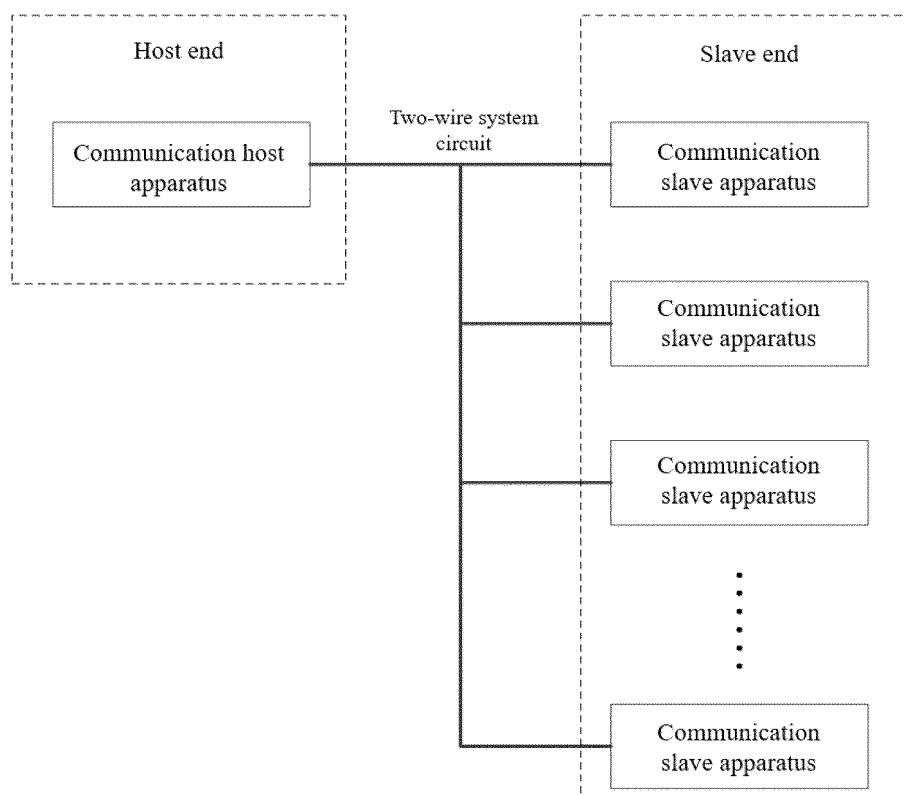 Host end
Slave end
Two-wire system
circuit
Communication host
apparatus
Communication
slave apparatus
Communication
slave apparatus
Communication
slave apparatus
Communication
slave apparatus